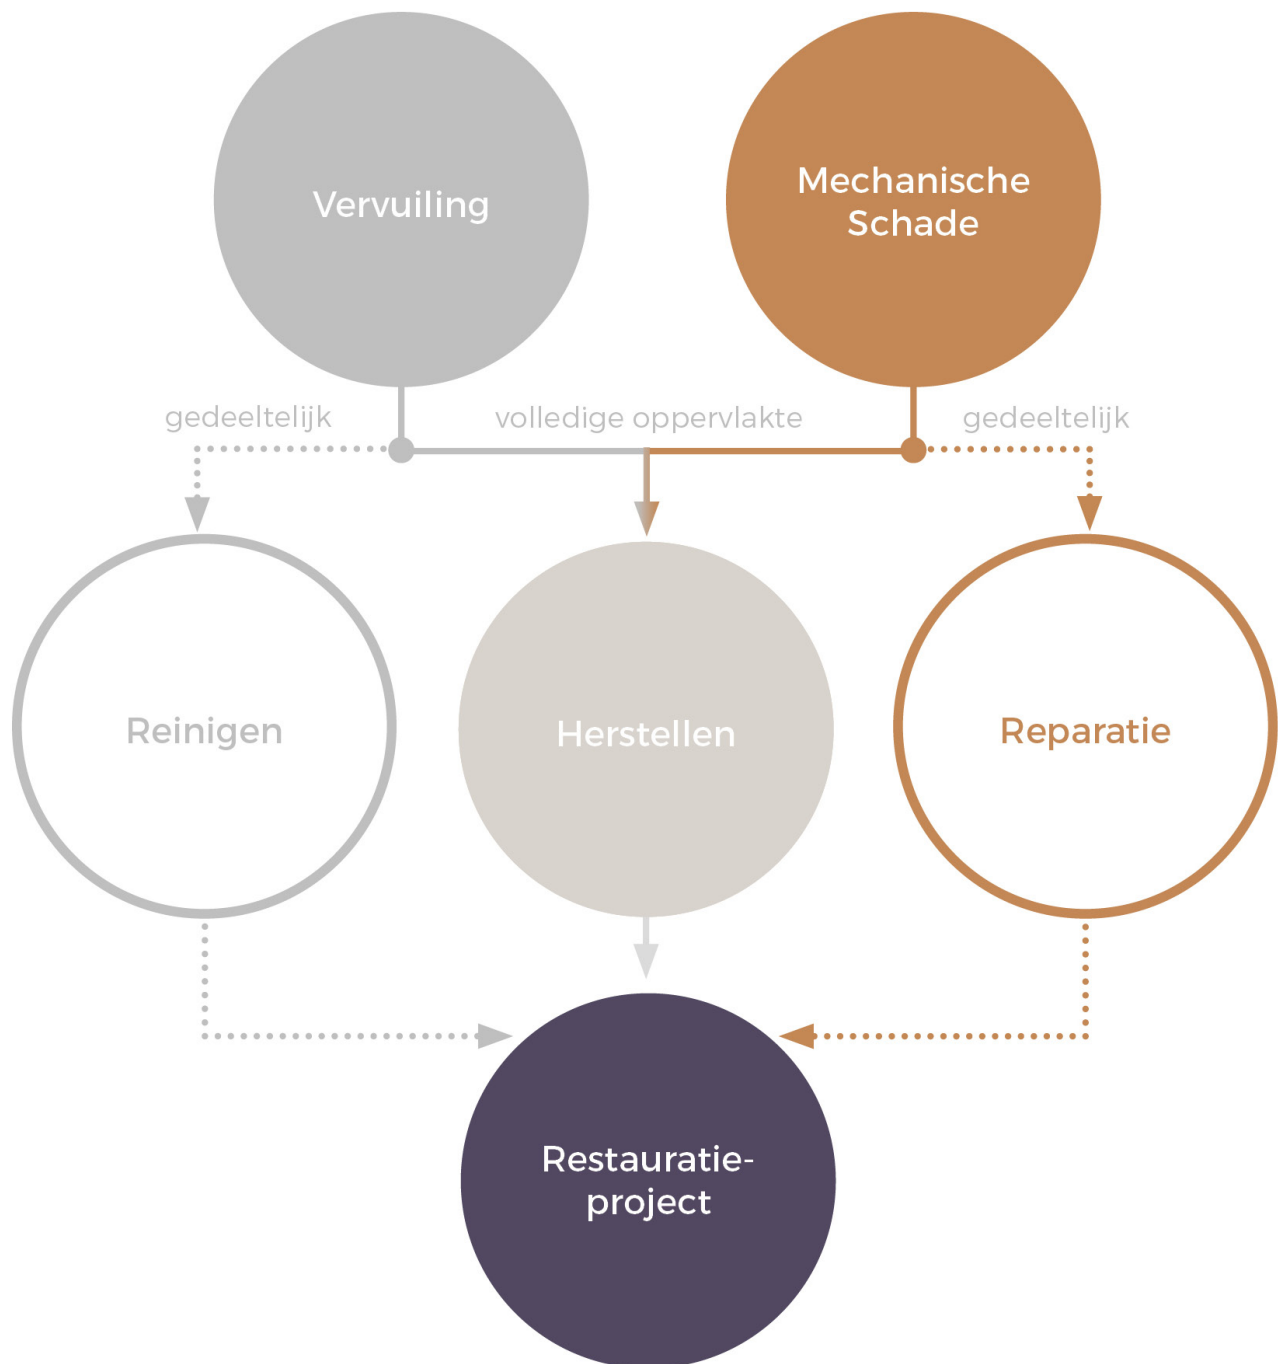 Vervuiling
Mechanische
Schade
gedeeltelijk
volledige oppervlakte
gedeeltelijk
Reinigen
Herstellen
Reparatie
Restauratie-
project